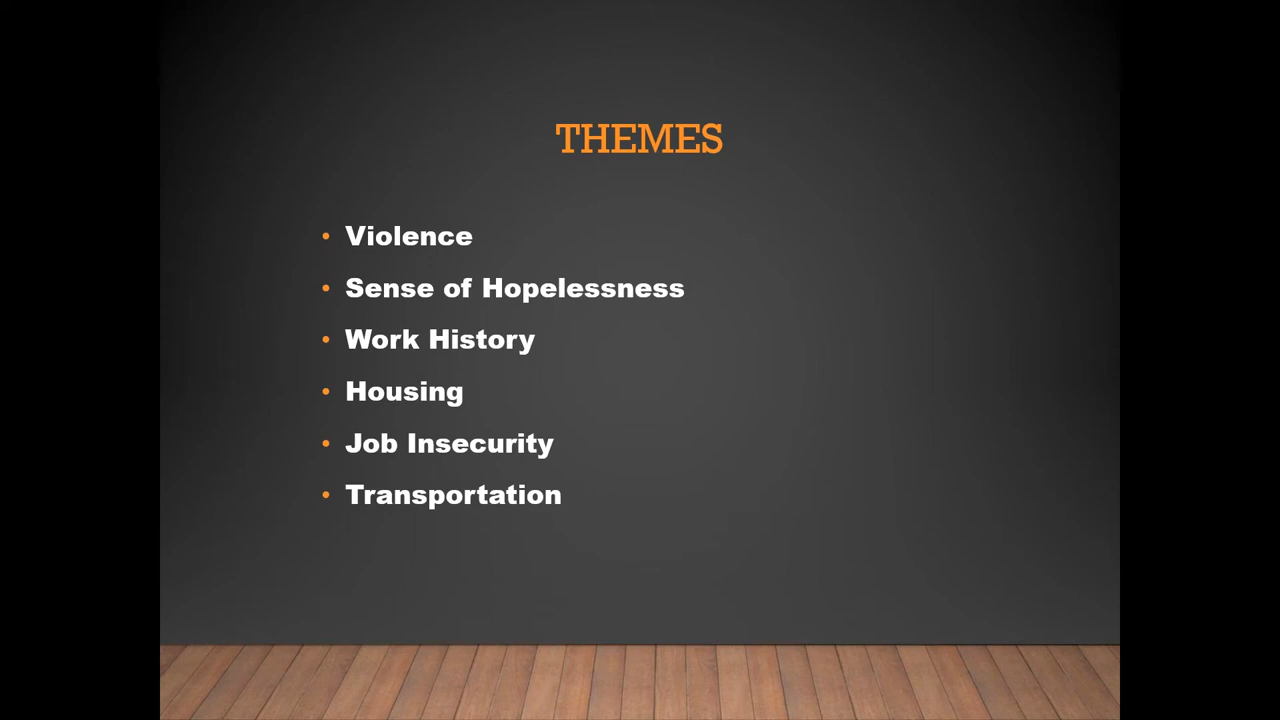 THEMES
• Violence
• Sense of Hopelessness
• Work History
• Housing
• Job Insecurity
• Transportation